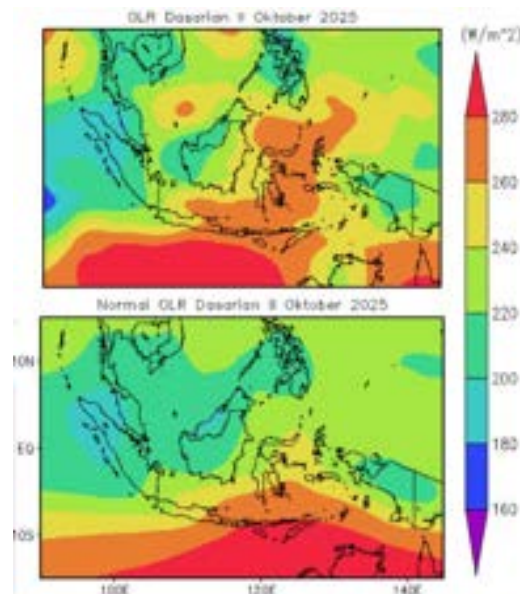 OLR Dasarian II Oktober 2025
(W/m^2)
280
260
240
220
200
180
160
Normal OLR Dasarian II Oktober 2025
10N
EQ
10S
100E
120E
140E